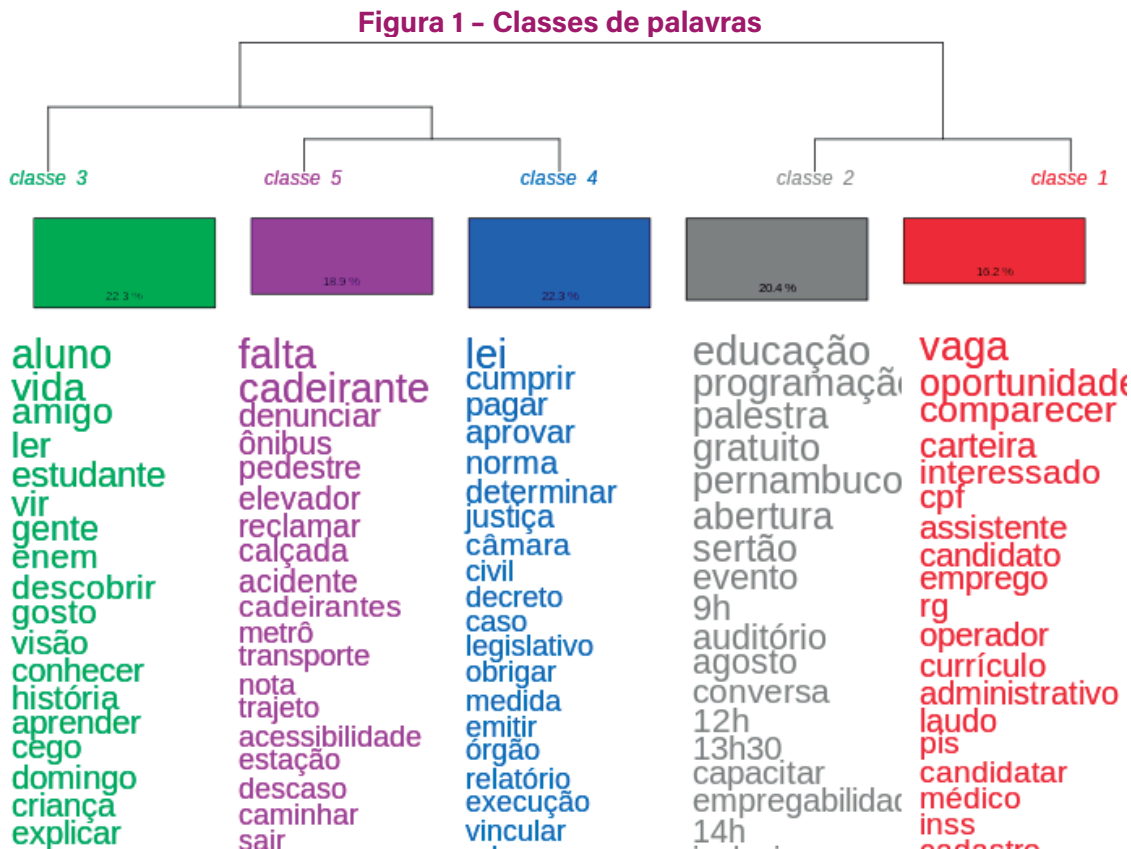 Figura 1 – Classes de palavras
classe 3
classe 5
classe 4
classe 2
classe 1
22.3 %
18.9 %
22.3 %
20.4 %
16.2 %
aluno
vida
amigo
ler
estudante
vir
gente
enem
descobrir
gosto
visão
conhecer
história
aprender
cego
domingo
criança
explicar
falta
cadeirante
denunciar
ônibus
pedestre
elevador
reclamar
calçada
acidente
cadeirantes
metrô
transporte
nota
trajeto
acessibilidade
estação
descaso
caminhar
sair
lei
cumprir
pagar
aprovar
norma
determinar
justiça
câmara
civil
decreto
caso
legislativo
obrigar
medida
emitir
órgão
relatório
execução
vincular
educação
programaçã
palestra
gratuito
pernambuco
abertura
sertão
evento
9h
auditório
agosto
conversa
12h
13h30
capacitar
empregabilidad
14h
vaga
oportunidade
comparecer
carteira
interessado
cpf
assistente
candidato
emprego
rg
operador
currículo
administrativo
laudo
pis
candidatar
médico
inss
cadastro